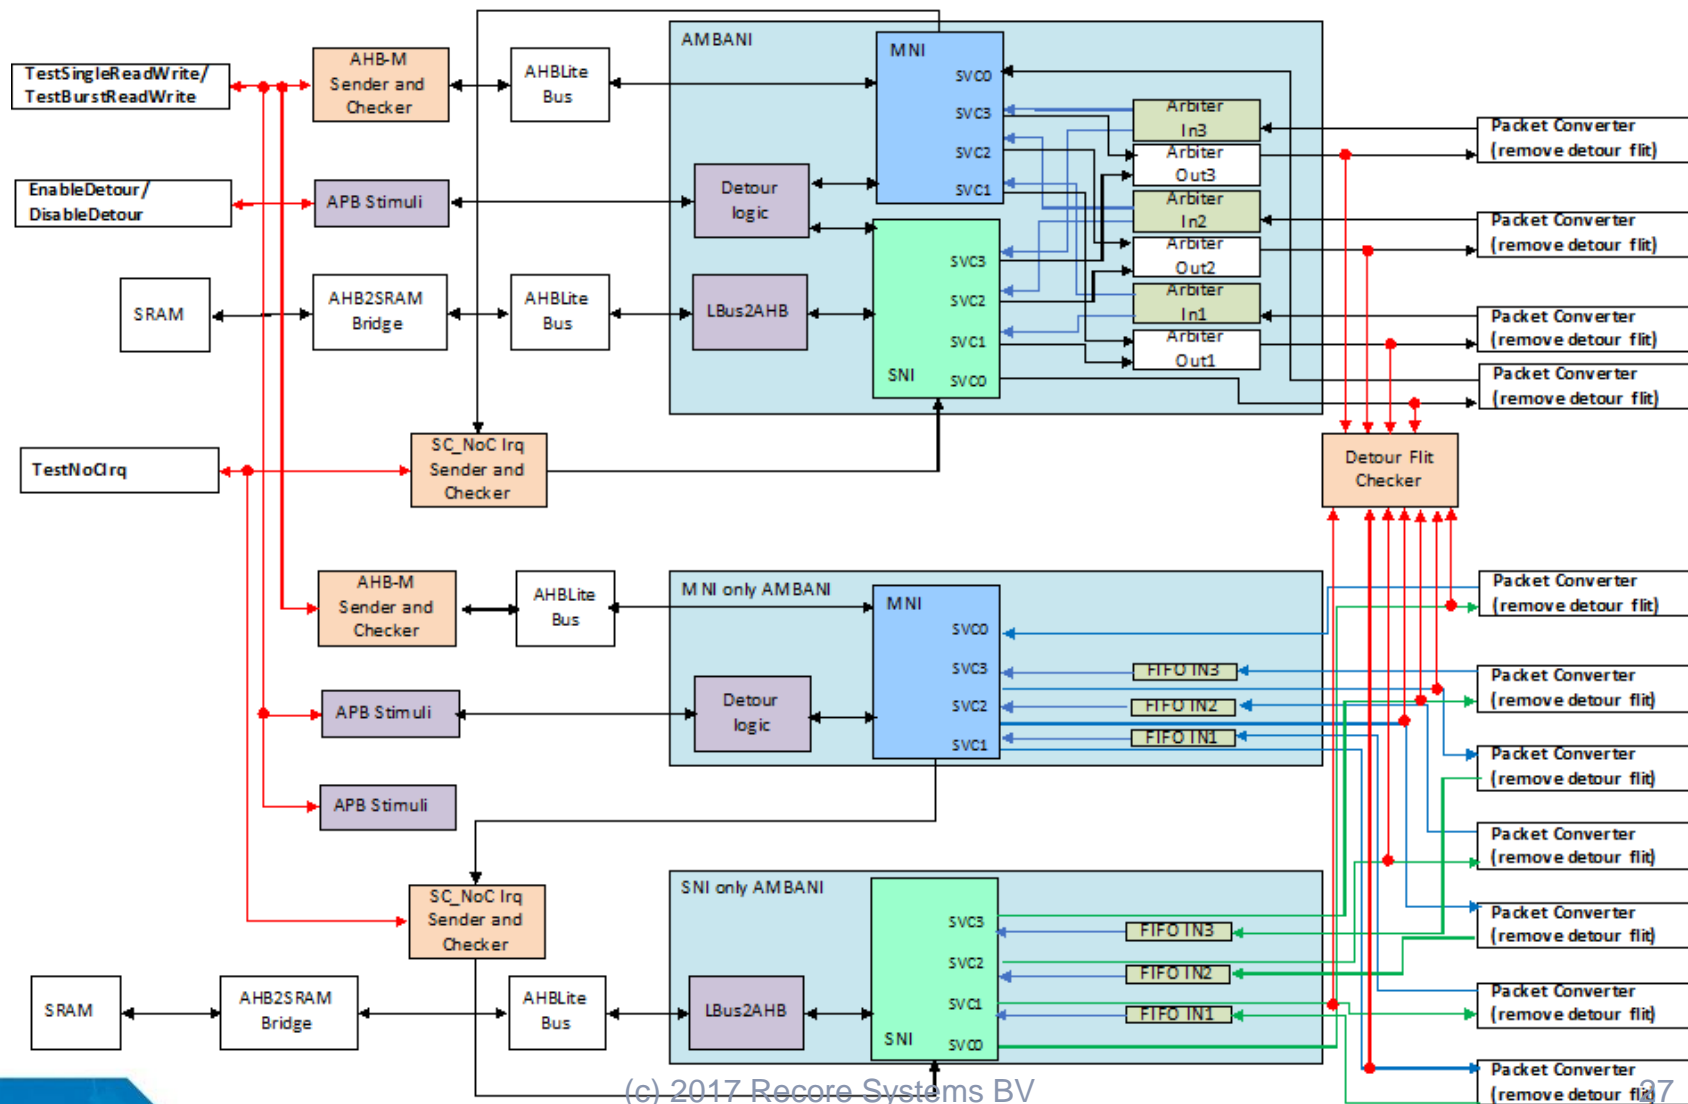 AMBANI
MNI
SVC0
SVC3
SVC2
SVC1
TestSingleReadWrite/
TestBurstReadWrite
AHB-M
Sender and
Checker
AHBLite
Bus
Arbiter
In3
Arbiter
Out3
Arbiter
In2
Arbiter
Out2
Arbiter
In1
Arbiter
Out1
Packet Converter
(remove detour flit)
Packet Converter
(remove detour flit)
Packet Converter
(remove detour flit)
Packet Converter
(remove detour flit)
EnableDetour/
DisableDetour
APB Stimuli
Detour
logic
SVC3
SVC2
SVC1
SVC0
SNI
SRAM
AHB2SRAM
Bridge
AHBLite
Bus
LBus2AHB
TestNoCIrq
SC_NoC Irq
Sender and
Checker
Detour Flit
Checker
AHB-M
Sender and
Checker
AHBLite
Bus
MNI only AMBANI
MNI
SVC0
SVC3
SVC2
SVC1
FIFO IN3
FIFO IN2
FIFO IN1
APB Stimuli
Detour
logic
APB Stimuli
Packet Converter
(remove detour flit)
Packet Converter
(remove detour flit)
Packet Converter
(remove detour flit)
Packet Converter
(remove detour flit)
Packet Converter
(remove detour flit)
Packet Converter
(remove detour flit)
Packet Converter
(remove detour flit)
SC_NoC Irq
Sender and
Checker
SNI only AMBANI
SVC3
SVC2
SVC1
SVC0
SNI
FIFO IN3
FIFO IN2
FIFO IN1
SRAM
AHB2SRAM
Bridge
AHBLite
Bus
LBus2AHB
(c) 2017 Recore Systems BV
27